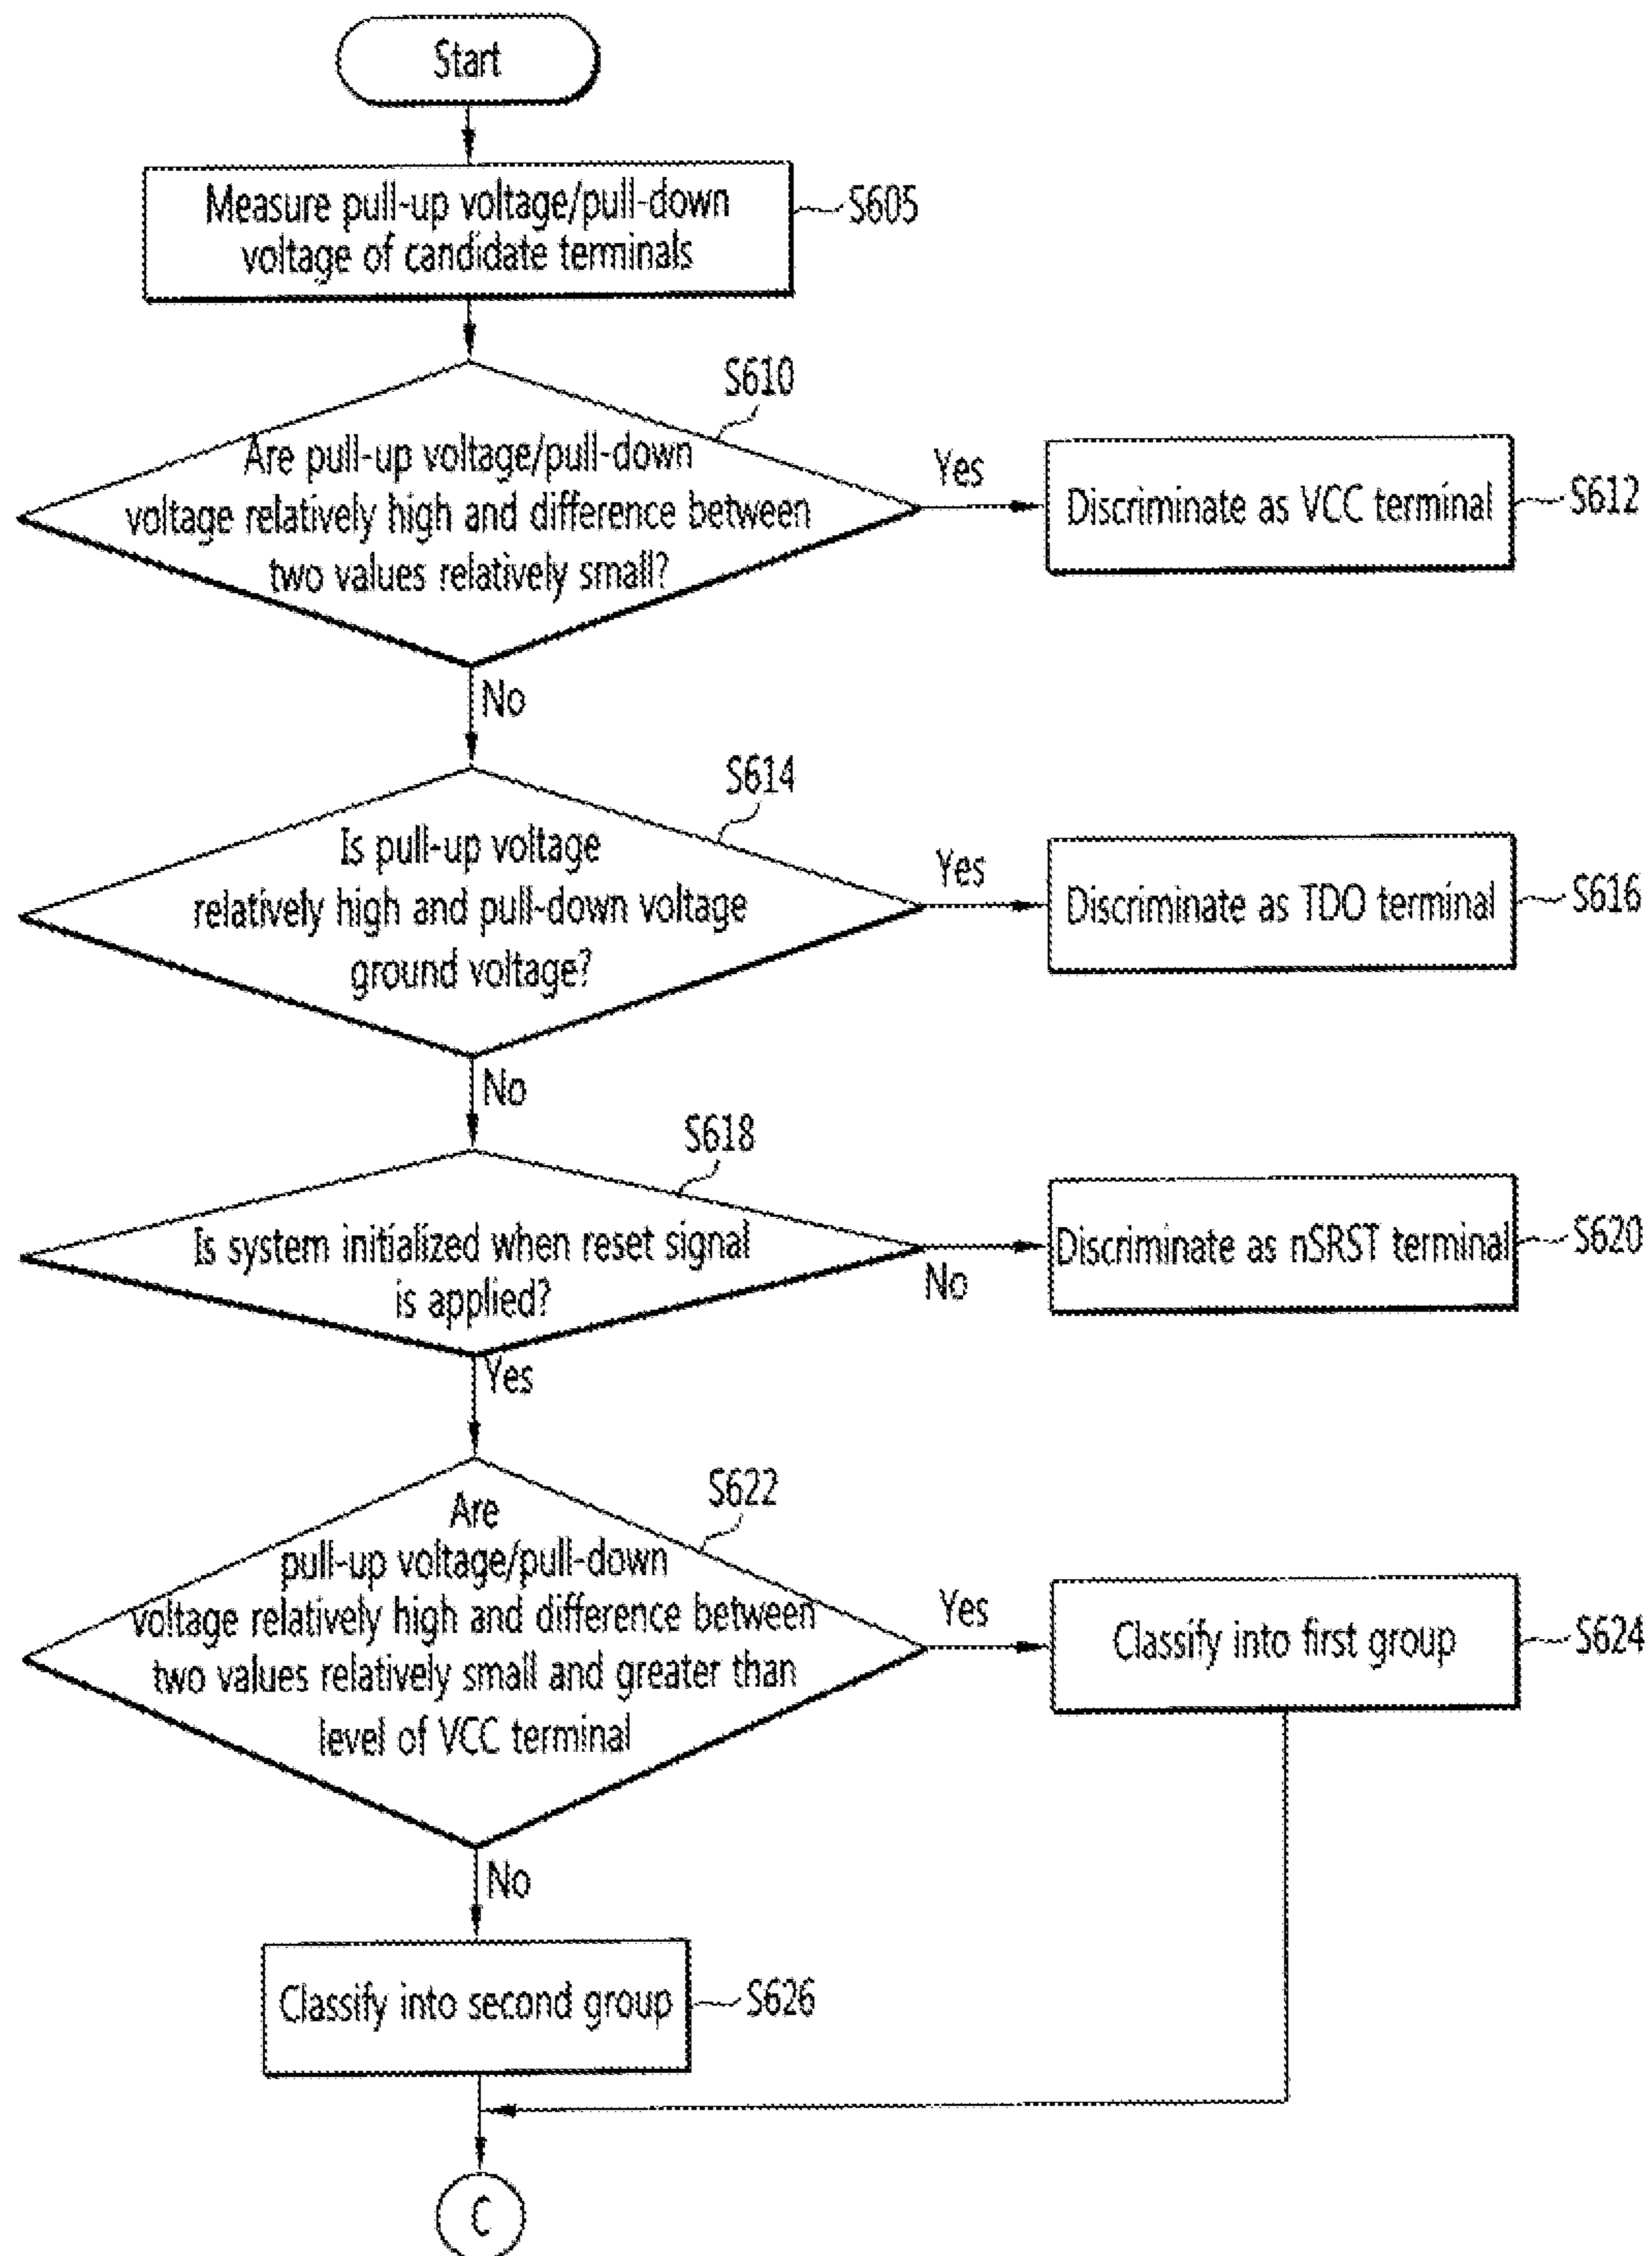 Start
Measure pull-up voltage/pull-down
voltage of candidate terminals
S605
S610
Are pull-up voltage/pull-down
voltage relatively high and difference between
two values relatively small?
Yes
Discriminate as VCC terminal
S612
No
S614
Is pull-up voltage
relatively high and pull-down voltage
ground voltage?
Yes
Discriminate as TDO terminal
S616
No
S618
Is system initialized when reset signal
is applied?
No
Discriminate as nSRST terminal
S620
Yes
S622
Are
pull-up voltage/pull-down
voltage relatively high and difference between
two values relatively small and greater than
level of VCC terminal
Yes
Classify into first group
S624
No
Classify into second group
S626
C